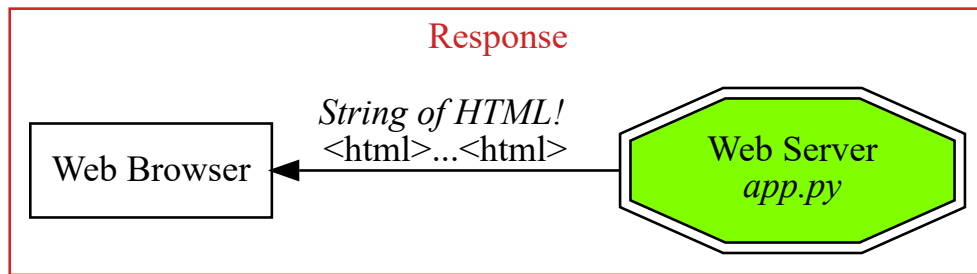 Response
String of HTML!
<html>...<html>
Web Browser
Web Server
app.py